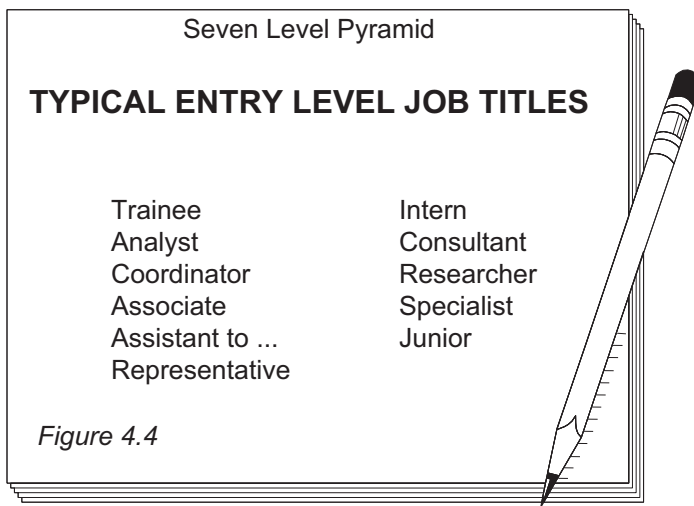 Seven Level Pyramid
TYPICAL ENTRY LEVEL JOB TITLES
Trainee
Analyst
Coordinator
Associate
Assistant to ...
Representative
Intern
Consultant
Researcher
Specialist
Junior
Figure 4.4